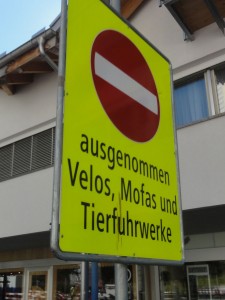 ausgenommen
Velos, Mofas und
Tierfuhrwerke